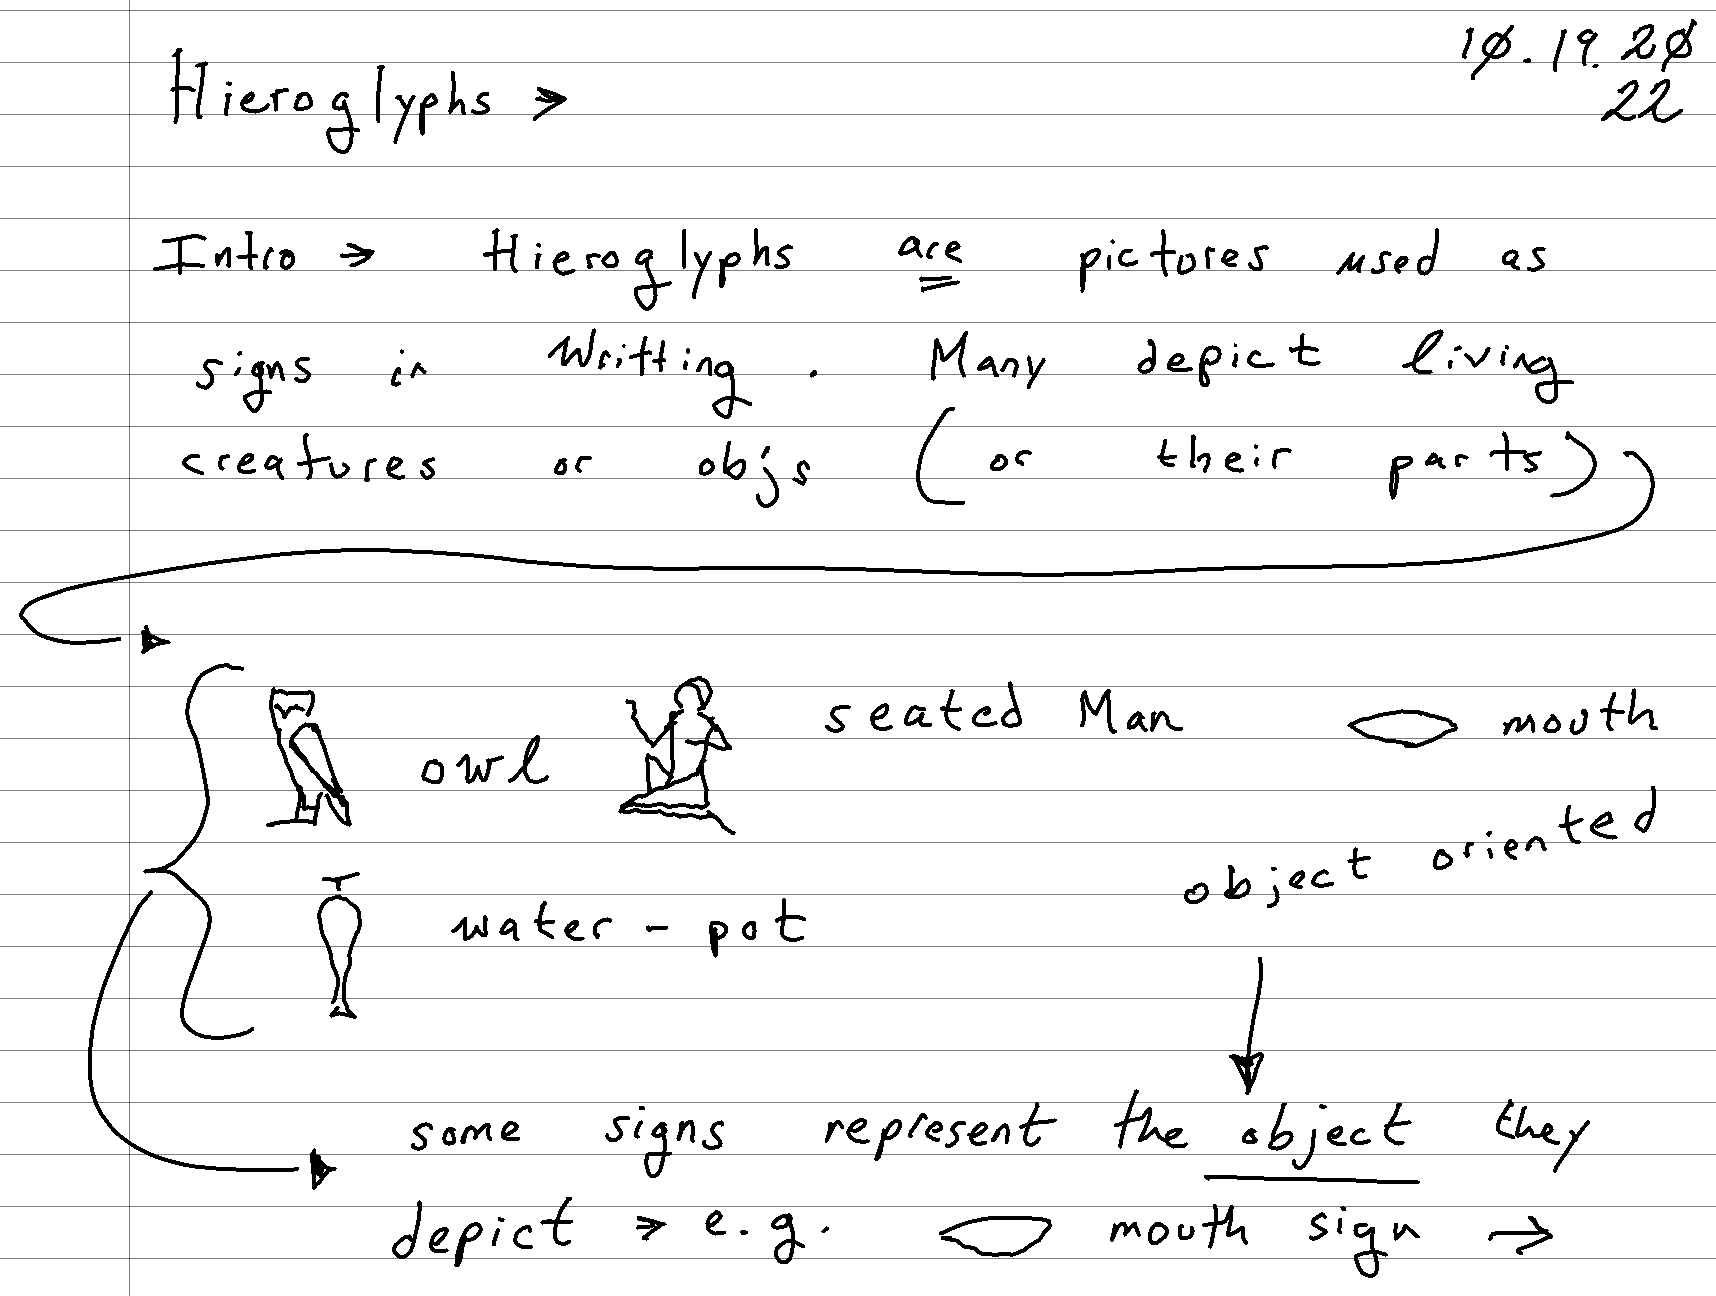 10.19.20
22
Hieroglyphs →
Intro → Hieroglyphs are pictures used as
signs in Writting. Many depict living
creatures or objs (or their parts)
owl seated Man mouth
object oriented
water-pot
some signs represent the object they
depict → e.g. mouth sign →